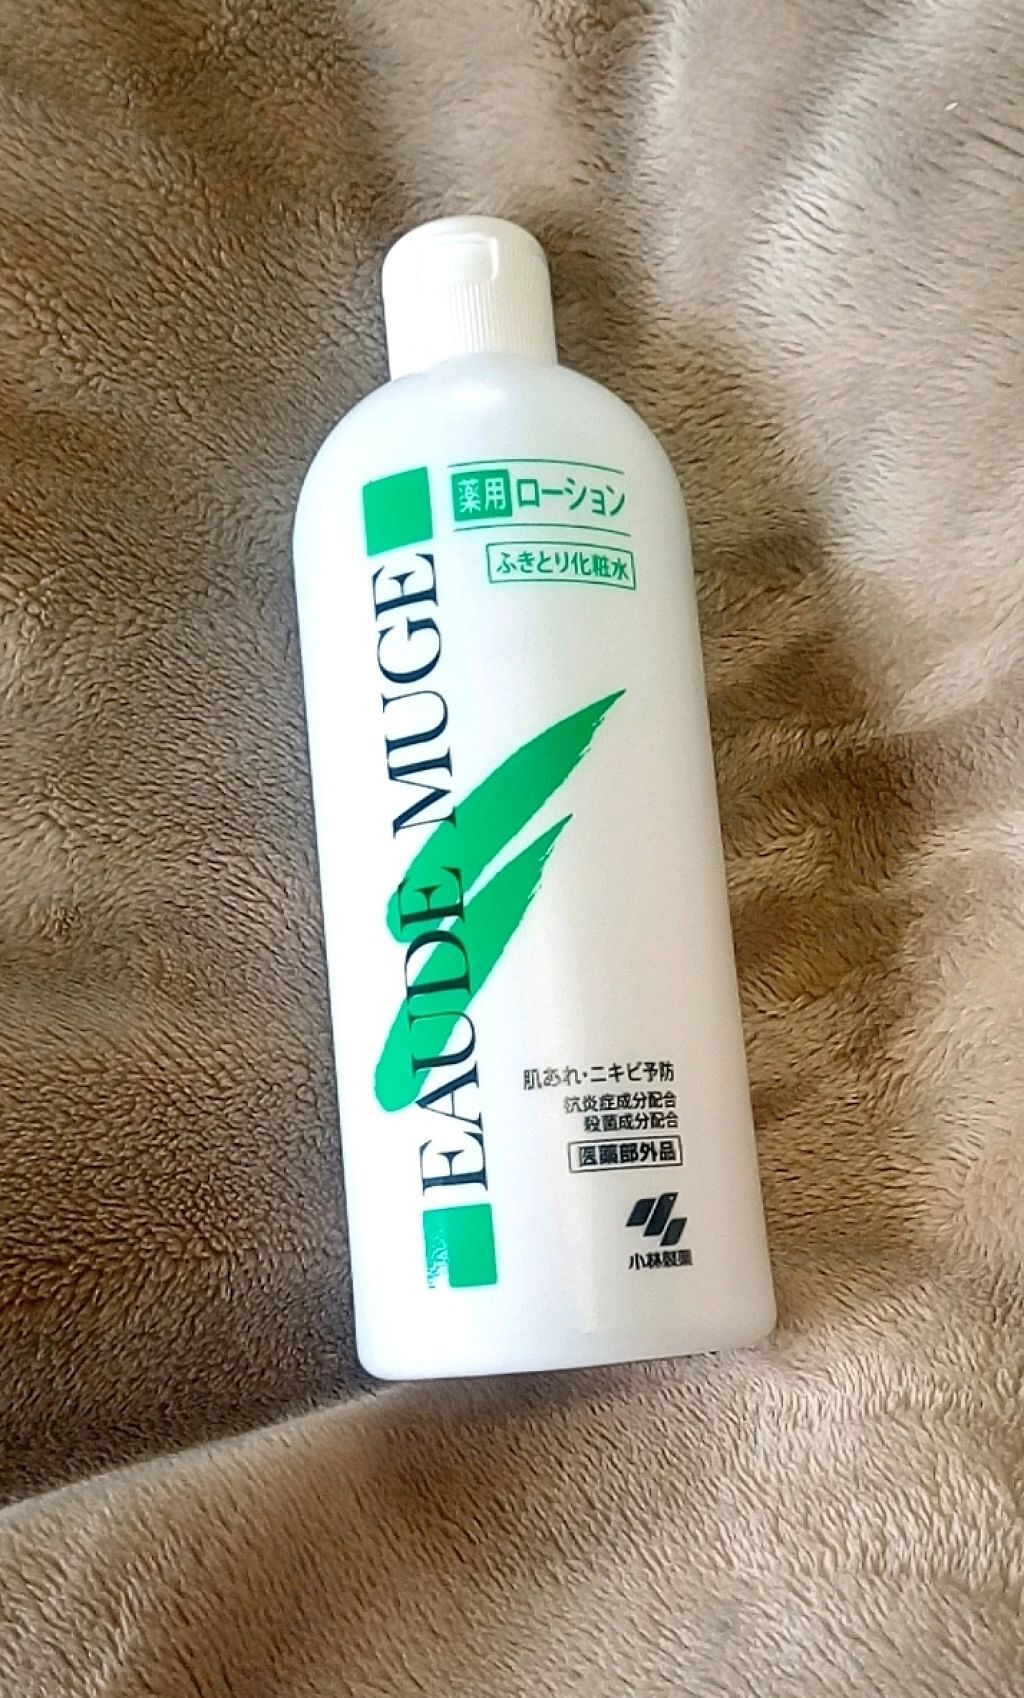 薬用ローション
ふきとり化粧水
EAUDE MUGE
肌あれ・ニキビ予防
抗炎症成分配合
殺菌成分配合
医薬部外品
小林製薬